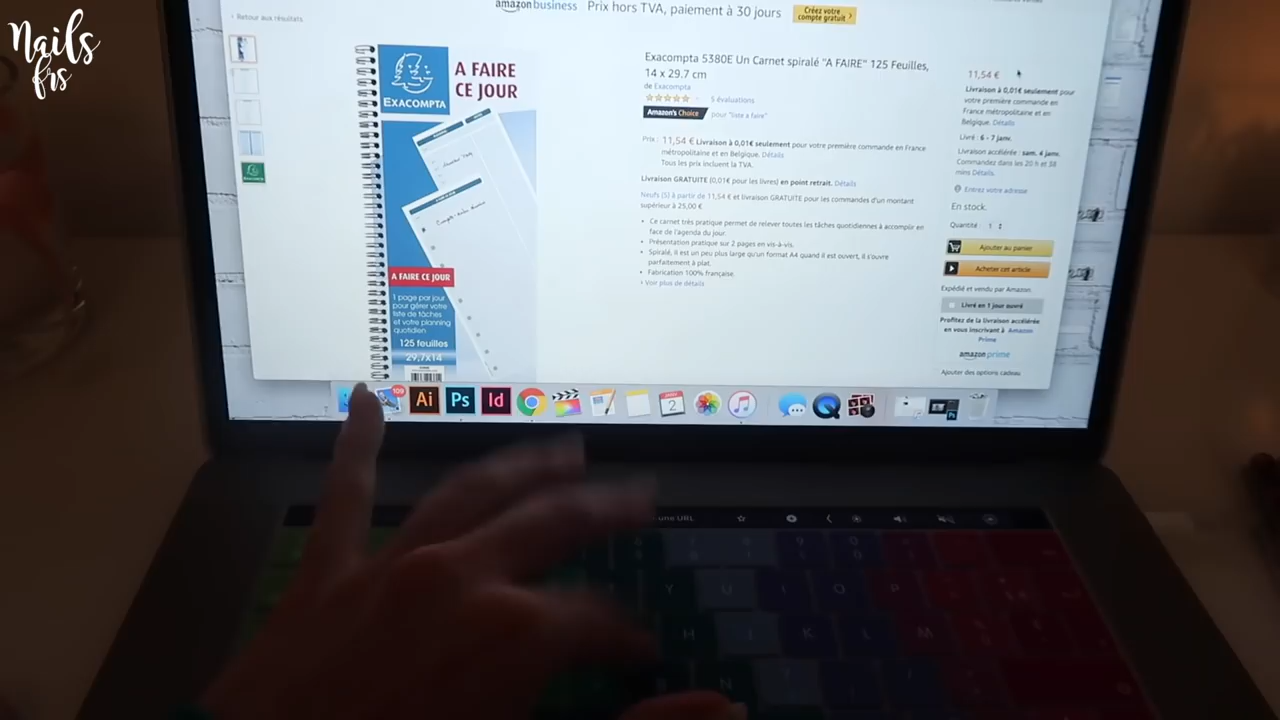 Nails
frs
amazonbusiness Prix hors TVA, paiement à 30 jours
Créez votre
compte gratuit
Retour aux résultats
EXACOMPTA
A FAIRE
CE JOUR
A FAIRE CE JOUR
1 page par jour
pour gérer votre
liste de tâches
et votre planning
quotidien
125 feuilles
29,7x14
Exacompta 5380E Un Carnet spiralé "A FAIRE" 125 Feuilles,
14 x 29.7 cm
de Exacompta
5 évaluations
Amazon's Choice pour "liste a faire"
Prix : 11,54 € Livraison à 0,01€ seulement pour votre première commande en France
métropolitaine et en Belgique. Détails
Tous les prix incluent la TVA.
Livraison GRATUITE (0,01€ pour les livres) en point retrait. Détails
Neufs (5) à partir de 11,54 € et livraison GRATUITE pour les commandes d'un montant
supérieur à 25,00 €
Ce carnet très pratique permet de relever toutes les tâches quotidiennes à accomplir en
face de l'agenda du jour.
Présentation pratique sur 2 pages en vis-à-vis.
Spiralé, il est un peu plus large qu'un format A4 quand il est ouvert, il s'ouvre
parfaitement à plat.
Fabrication 100% française.
Voir plus de détails
11,54 €
Livraison à 0,01€ seulement pour
votre première commande en
France métropolitaine et en
Belgique. Détails
Livré : 6 - 7 janv.
Livraison accélérée : sam. 4 janv.
Commandez dans les 20 h et 38
mins Détails.
Entrez votre adresse
En stock.
Quantité : 1
Ajouter au panier
Acheter cet article
Expédié et vendu par Amazon.
Livré en 1 jour ouvré
Profitez de la livraison accélérée
en vous inscrivant à Amazon
Prime
amazon prime
Ajouter des options cadeau
109
Ai
Ps
Id
2
une URL
Y U I O P
H J K L M
N